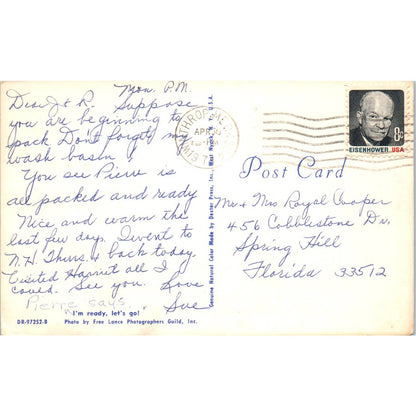 Mon. P.M.
Dear J & R. Suppose
you are beginning to
pack Don't forget my
wash basin!
You see Pierre is
all packed and ready
Nice and warm the
last few days. I went to
N.H. Thurs. & back today.
Visited Harriet all I
could. See you. Love
Sue
Pierre says,
"I'm ready, let's go!
DR-97252-B Photo by Free Lance Photographers Guild, Inc.
Genuine Natural Color Made by Dexter Press, Inc., West Nyack, N.Y., U.S.A.
WINTHROP, ME
APR
8c
EISENHOWER USA
Post Card
Mr & Mrs Royal Cooper
456 Cobblestone Dr.
Spring Hill
Florida 33512